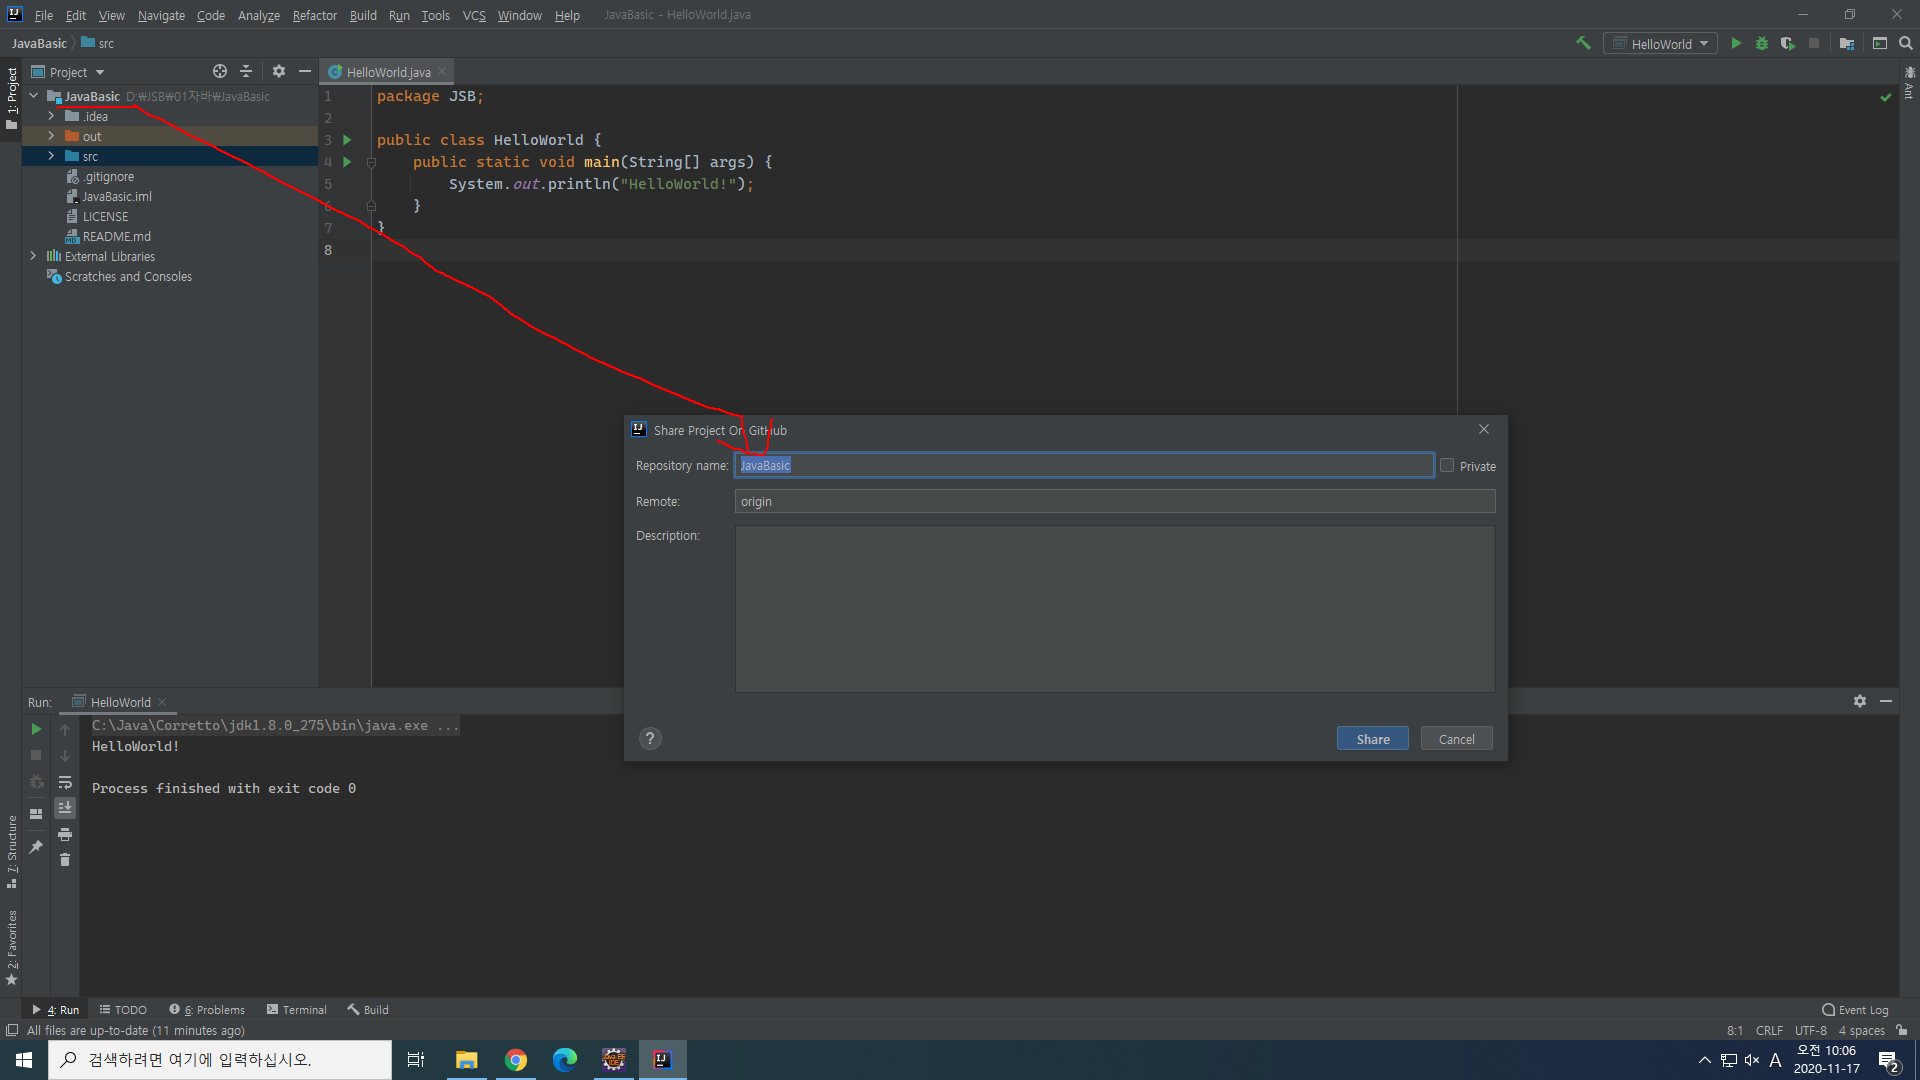 File Edit View Navigate Code Analyze Refactor Build Run Tools VCS Window Help JavaBasic - HelloWorld.java
JavaBasic src
HelloWorld
1: Project
Project
HelloWorld.java
Ant
JavaBasic D:₩JSB₩01자바₩JavaBasic
.idea
out
src
.gitignore
JavaBasic.iml
LICENSE
README.md
External Libraries
Scratches and Consoles
1 package JSB;
2
3 public class HelloWorld {
4 public static void main(String[] args) {
5 System.out.println("HelloWorld!");
6 }
7 }
8
Share Project On GitHub
Repository name: JavaBasic Private
Remote: origin
Description:
? Share Cancel
Run: HelloWorld
C:\Java\Corretto\jdk1.8.0_275\bin\java.exe ...
HelloWorld!
Process finished with exit code 0
7: Structure
2: Favorites
4: Run TODO 6: Problems Terminal Build Event Log
All files are up-to-date (11 minutes ago) 8:1 CRLF UTF-8 4 spaces
검색하려면 여기에 입력하십시오.
A 오전 10:06
2020-11-17
2